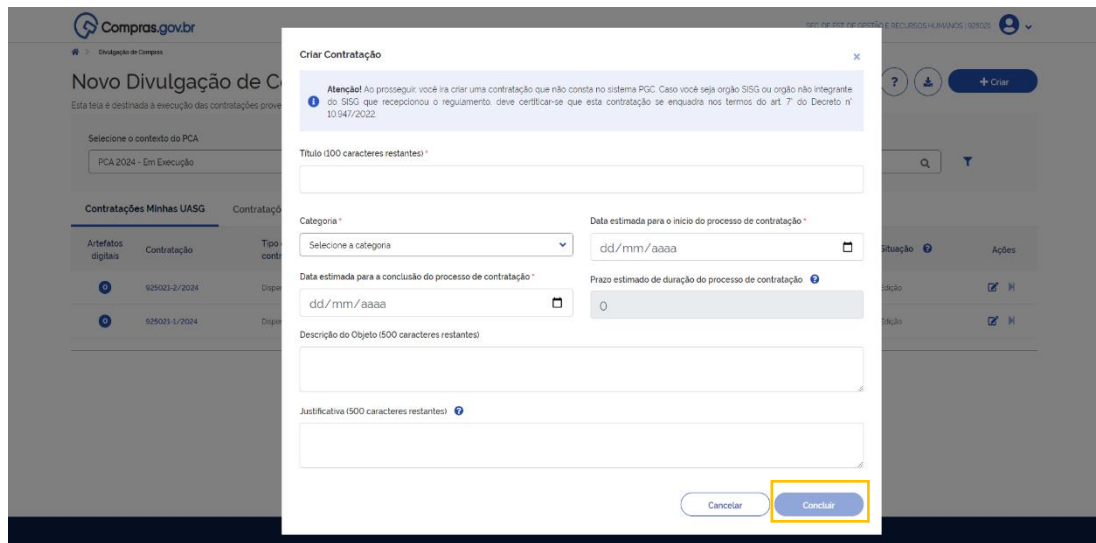 Compras.gov.br
SEC. DE EST. DE GESTÃO E RECURSOS HUMANOS | 925021
Divulgação de Compras
Novo Divulgação de C
+ Criar
Esta tela é destinada a execução das contratações prove
Selecione o contexto do PCA
PCA 2024 - Em Execução
Contratações Minhas UASG
Contrataçõ
Artefatos digitais
Contratação
Tipo
contr
Situação
Ações
0
925021-2/2024
Dispe
Edição
0
925021-1/2024
Dispe
Edição
Criar Contratação
×
Atenção! Ao prosseguir, você ira criar uma contratação que não consta no sistema PGC. Caso você seja orgão SISG ou orgão não integrante
do SISG que recepcionou o regulamento, deve certificar-se que esta contratação se enquadra nos termos do art. 7° do Decreto n°
10.947/2022.
Título (100 caracteres restantes) *
Categoria *
Data estimada para o início do processo de contratação *
Selecione a categoria
dd/mm/aaaa
Data estimada para a conclusão do processo de contratação *
Prazo estimado de duração do processo de contratação
dd/mm/aaaa
0
Descrição do Objeto (500 caracteres restantes)
Justificativa (500 caracteres restantes)
Cancelar
Concluir